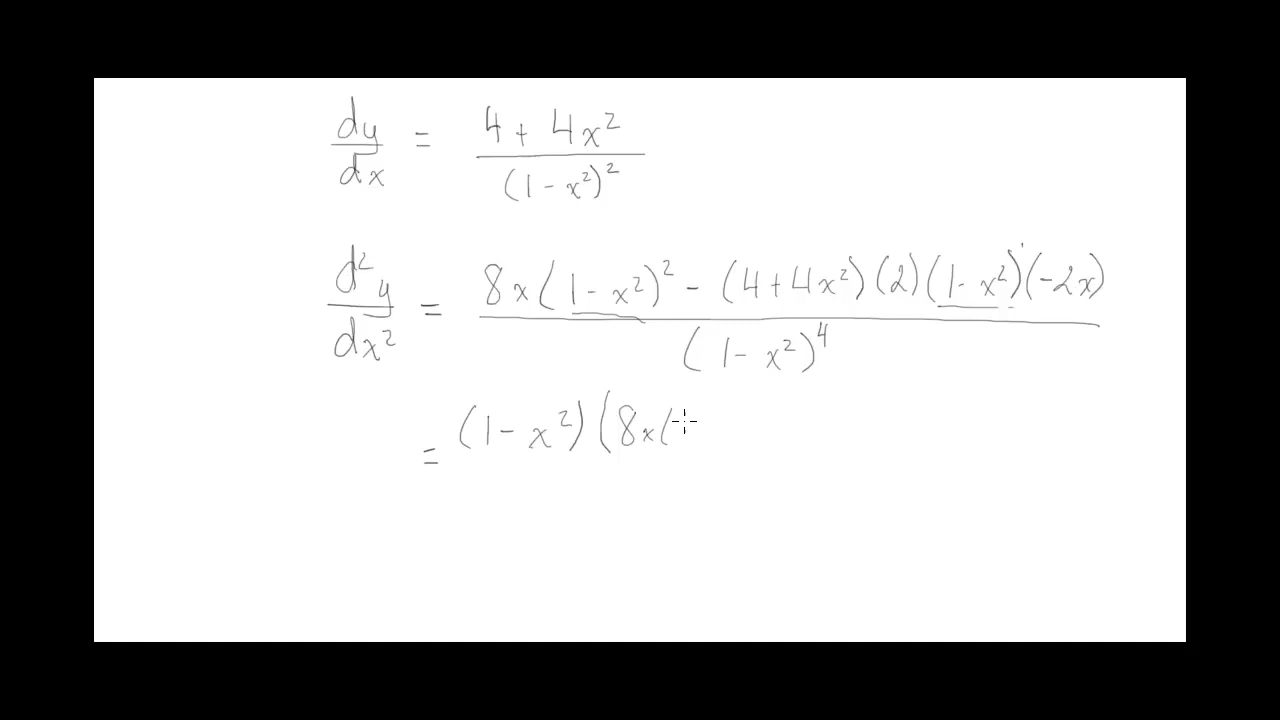 dy/dx = (4 + 4x²)/(1 - x²)²
d²y/dx² = (8x(1 - x²)² - (4 + 4x²)(2)(1 - x²)'(-2x))/(1 - x²)⁴
= (1 - x²)(8x(